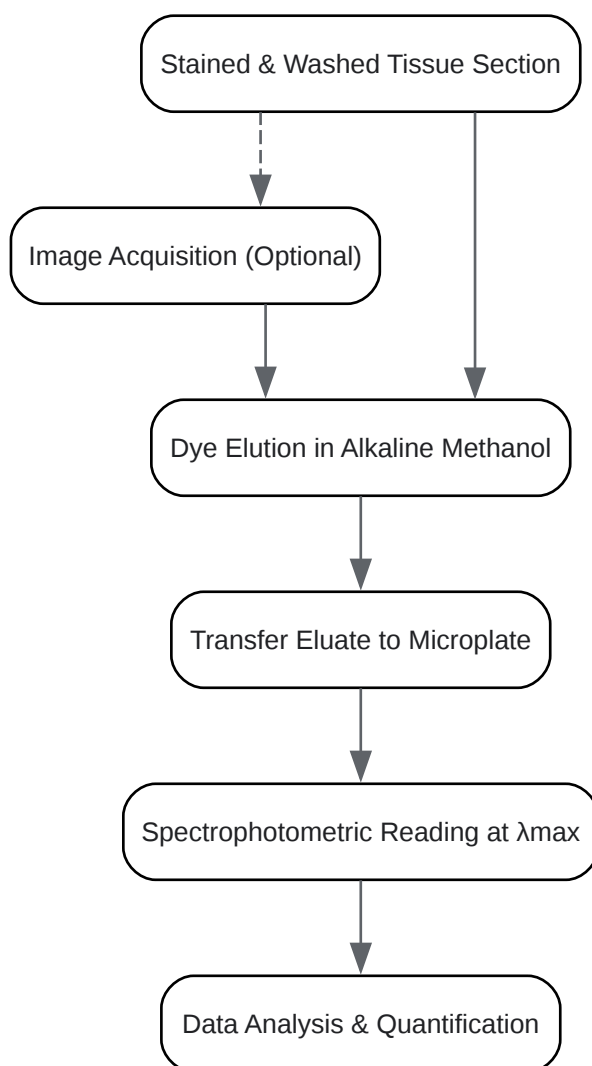 Stained & Washed Tissue Section
Image Acquisition (Optional)
Dye Elution in Alkaline Methanol
Transfer Eluate to Microplate
Spectrophotometric Reading at λmax
Data Analysis & Quantification